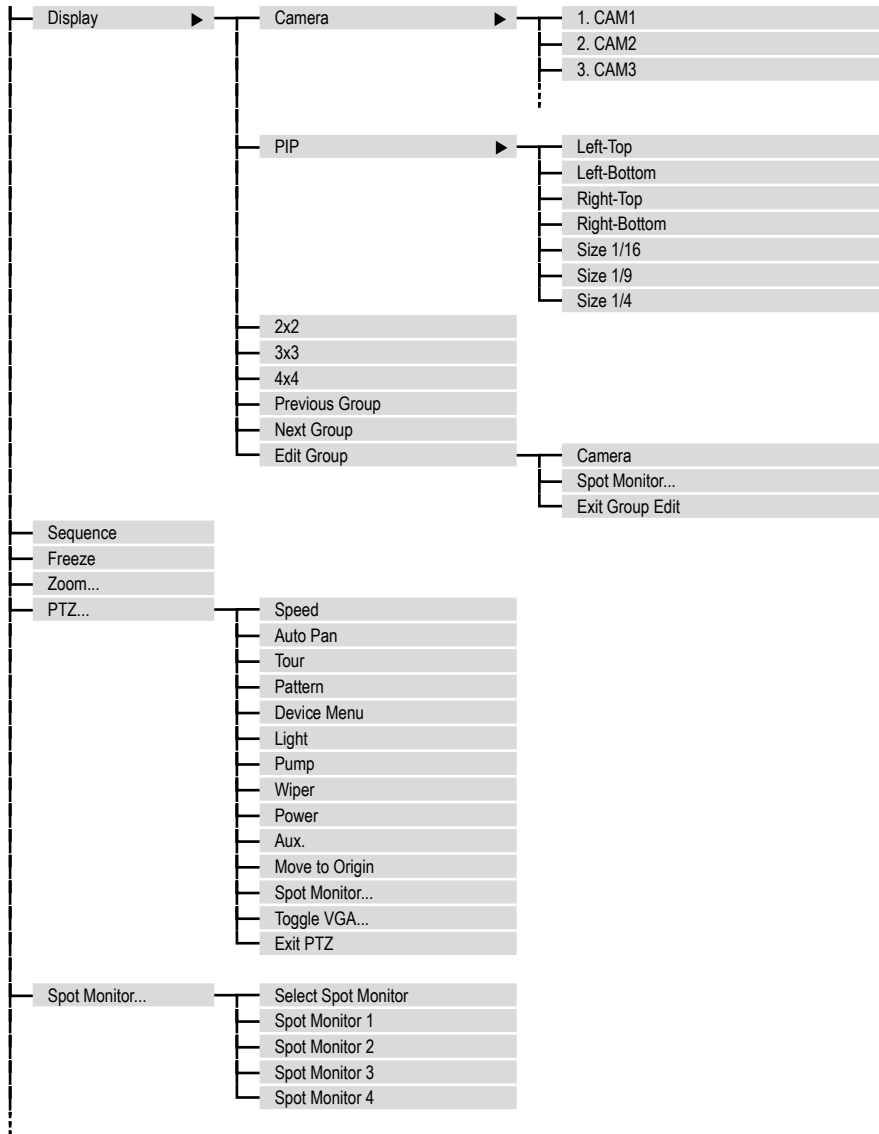 Display ▶ Camera ▶ 1. CAM1
2. CAM2
3. CAM3
PIP ▶ Left-Top
Left-Bottom
Right-Top
Right-Bottom
Size 1/16
Size 1/9
Size 1/4
2x2
3x3
4x4
Previous Group
Next Group
Edit Group Camera
Spot Monitor...
Exit Group Edit
Sequence
Freeze
Zoom...
PTZ... Speed
Auto Pan
Tour
Pattern
Device Menu
Light
Pump
Wiper
Power
Aux.
Move to Origin
Spot Monitor...
Toggle VGA...
Exit PTZ
Spot Monitor... Select Spot Monitor
Spot Monitor 1
Spot Monitor 2
Spot Monitor 3
Spot Monitor 4